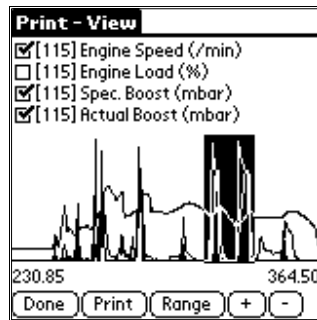 Print - View
[115] Engine Speed (/min)
[115] Engine Load (%)
[115] Spec. Boost (mbar)
[115] Actual Boost (mbar)
230.85 364.50
Done Print Range + -